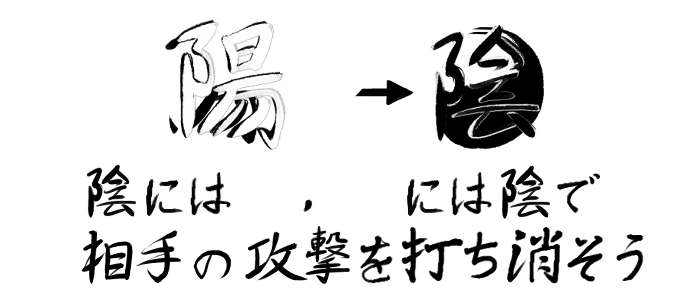 陽 → 陰
陰には , には陰で
相手の攻撃を打ち消そう